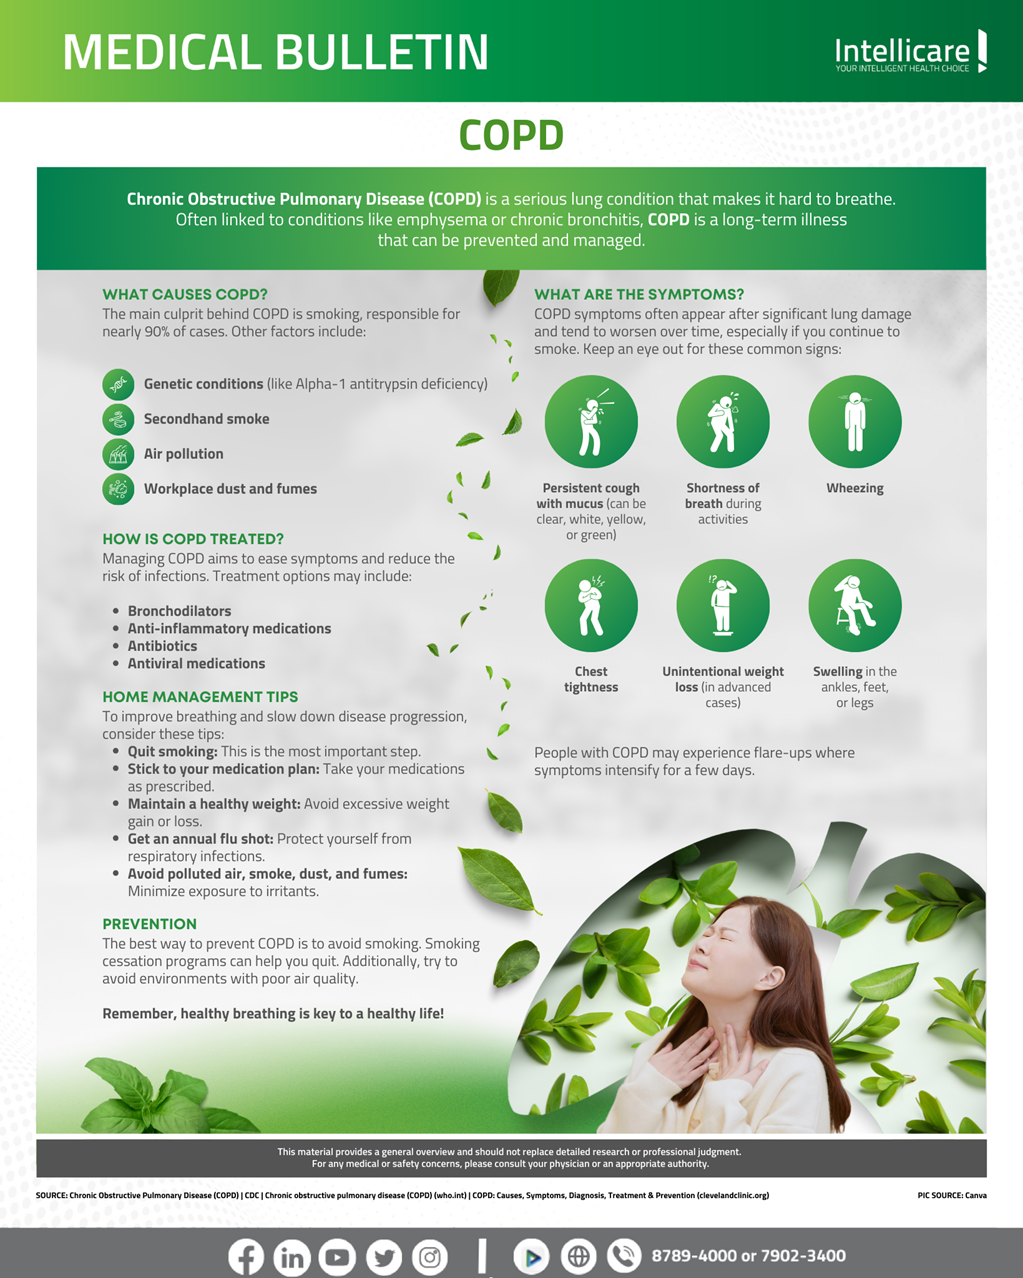 MEDICAL BULLETIN
Intellicare
YOUR INTELLIGENT HEALTH CHOICE
COPD
Chronic Obstructive Pulmonary Disease (COPD) is a serious lung condition that makes it hard to breathe.
Often linked to conditions like emphysema or chronic bronchitis, COPD is a long-term illness
that can be prevented and managed.
WHAT CAUSES COPD?
The main culprit behind COPD is smoking, responsible for
nearly 90% of cases. Other factors include:
Genetic conditions (like Alpha-1 antitrypsin deficiency)
Secondhand smoke
Air pollution
Workplace dust and fumes
HOW IS COPD TREATED?
Managing COPD aims to ease symptoms and reduce the
risk of infections. Treatment options may include:
• Bronchodilators
• Anti-inflammatory medications
• Antibiotics
• Antiviral medications
HOME MANAGEMENT TIPS
To improve breathing and slow down disease progression,
consider these tips:
• Quit smoking: This is the most important step.
• Stick to your medication plan: Take your medications
as prescribed.
• Maintain a healthy weight: Avoid excessive weight
gain or loss.
• Get an annual flu shot: Protect yourself from
respiratory infections.
• Avoid polluted air, smoke, dust, and fumes:
Minimize exposure to irritants.
PREVENTION
The best way to prevent COPD is to avoid smoking. Smoking
cessation programs can help you quit. Additionally, try to
avoid environments with poor air quality.
Remember, healthy breathing is key to a healthy life!
WHAT ARE THE SYMPTOMS?
COPD symptoms often appear after significant lung damage
and tend to worsen over time, especially if you continue to
smoke. Keep an eye out for these common signs:
Persistent cough
with mucus (can be
clear, white, yellow,
or green)
Shortness of
breath during
activities
Wheezing
Chest
tightness
!?
Unintentional weight
loss (in advanced
cases)
Swelling in the
ankles, feet,
or legs
People with COPD may experience flare-ups where
symptoms intensify for a few days.
This material provides a general overview and should not replace detailed research or professional judgment.
For any medical or safety concerns, please consult your physician or an appropriate authority.
SOURCE: Chronic Obstructive Pulmonary Disease (COPD) | CDC | Chronic obstructive pulmonary disease (COPD) (who.int) | COPD: Causes, Symptoms, Diagnosis, Treatment & Prevention (clevelandclinic.org)
PIC SOURCE: Canva
8789-4000 or 7902-3400